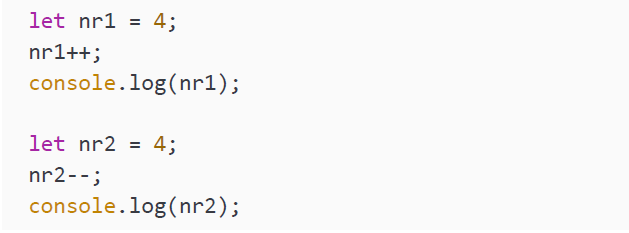 let nr1 = 4;
nr1++;
console.log(nr1);
let nr2 = 4;
nr2--;
console.log(nr2);